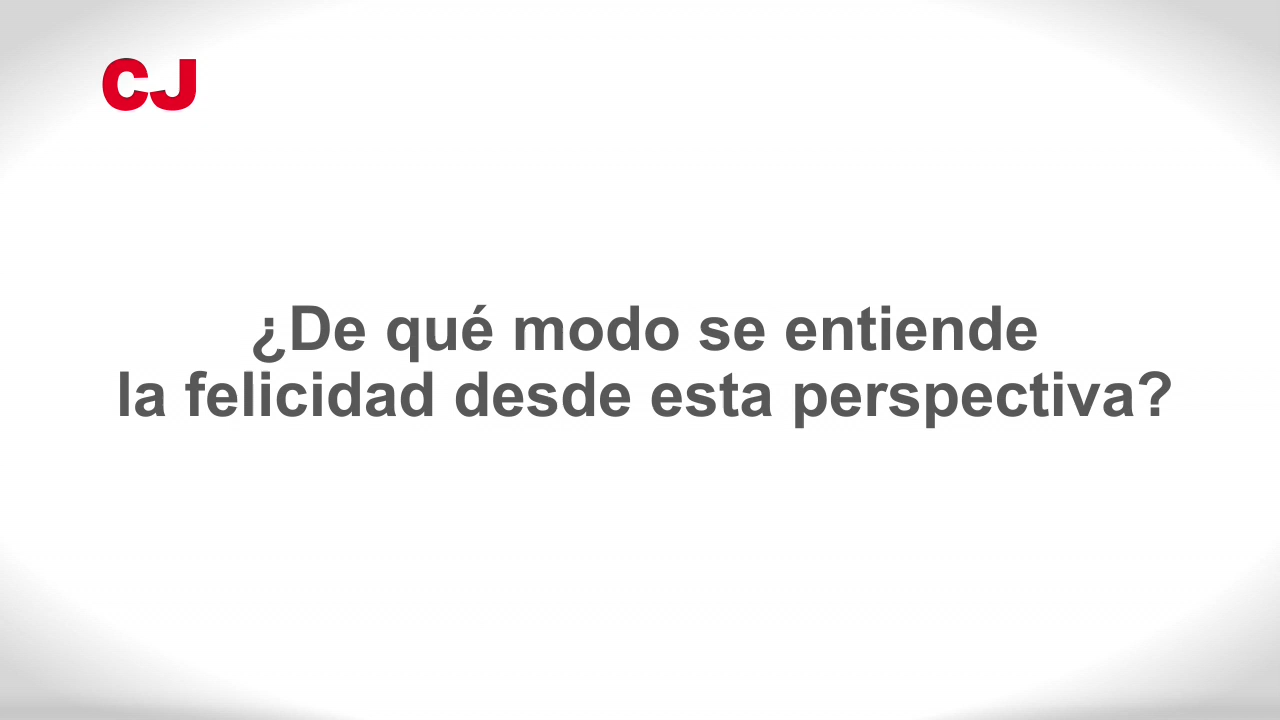 CJ
¿De qué modo se entiende
la felicidad desde esta perspectiva?